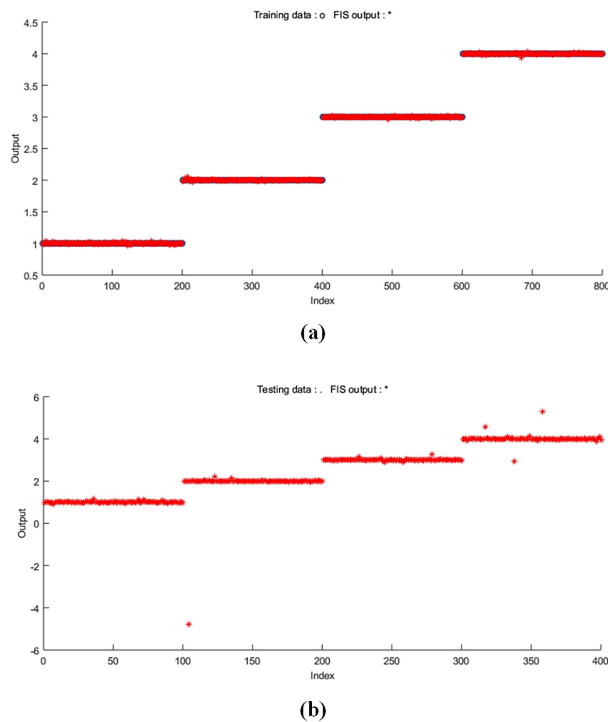 Training data : o FIS output : *
4.5
4
3.5
3
2.5
2
1.5
1
0.5
Output
0 100 200 300 400 500 600 700 800
Index
(a)
Testing data : . FIS output : *
6
4
2
0
-2
-4
-6
Output
0 50 100 150 200 250 300 350 400
Index
(b)